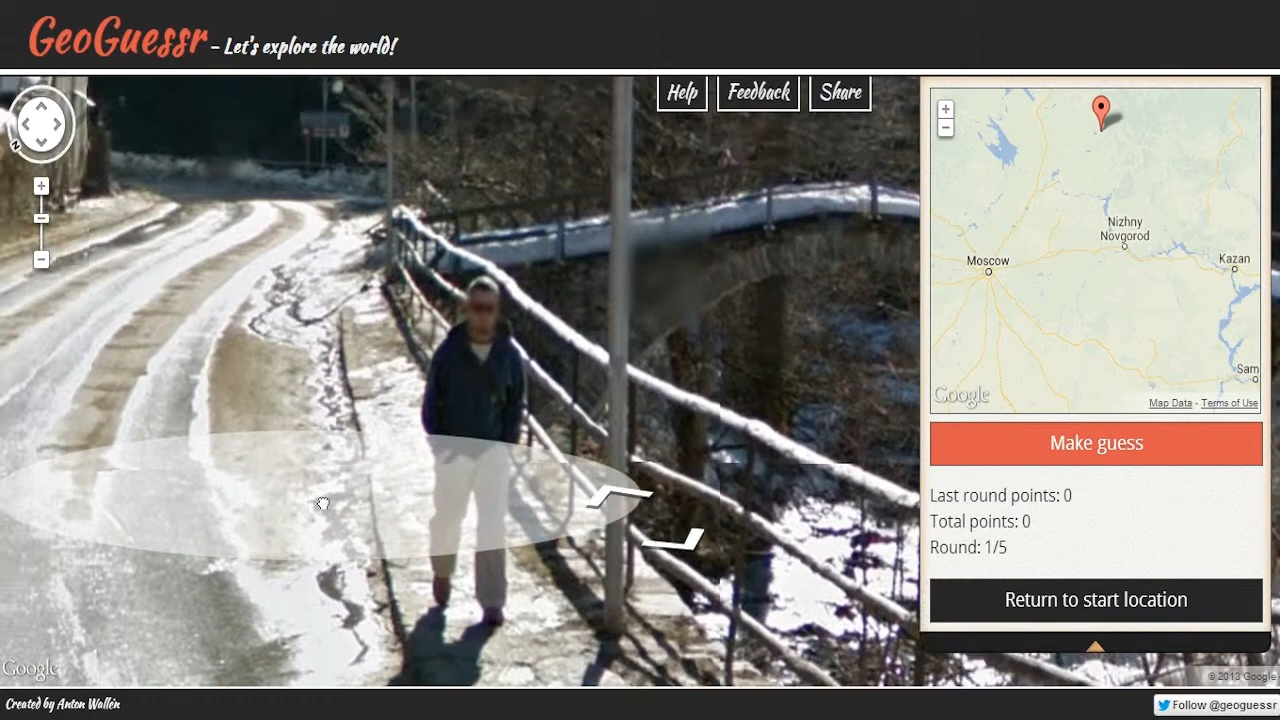 GeoGuessr - Let's explore the world!
Help
Feedback
Share
N
+
-
-
+
-
Nizhny
Novgorod
Moscow
Kazan
Sam
Google
Map Data - Terms of Use
Make guess
Last round points: 0
Total points: 0
Round: 1/5
Return to start location
Google
© 2013 Google
Created by Anton Wallén
Follow @geoguessr